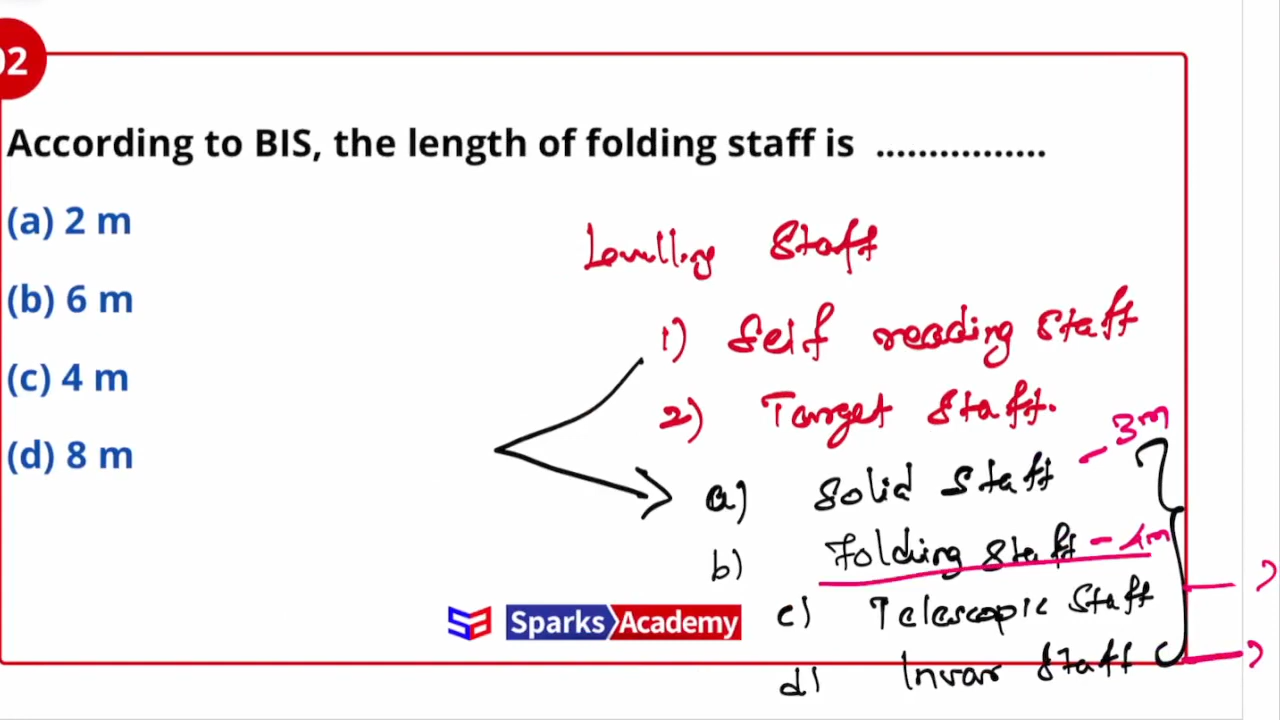 02
According to BIS, the length of folding staff is ................
(a) 2 m
(b) 6 m
(c) 4 m
(d) 8 m
Levelling Staff
1) Self reading Staff
2) Target Staff.
a) Solid Staff - 3m
b) Folding Staff - 4m
c) Telescopic Staff
d) Invar Staff
Sparks Academy